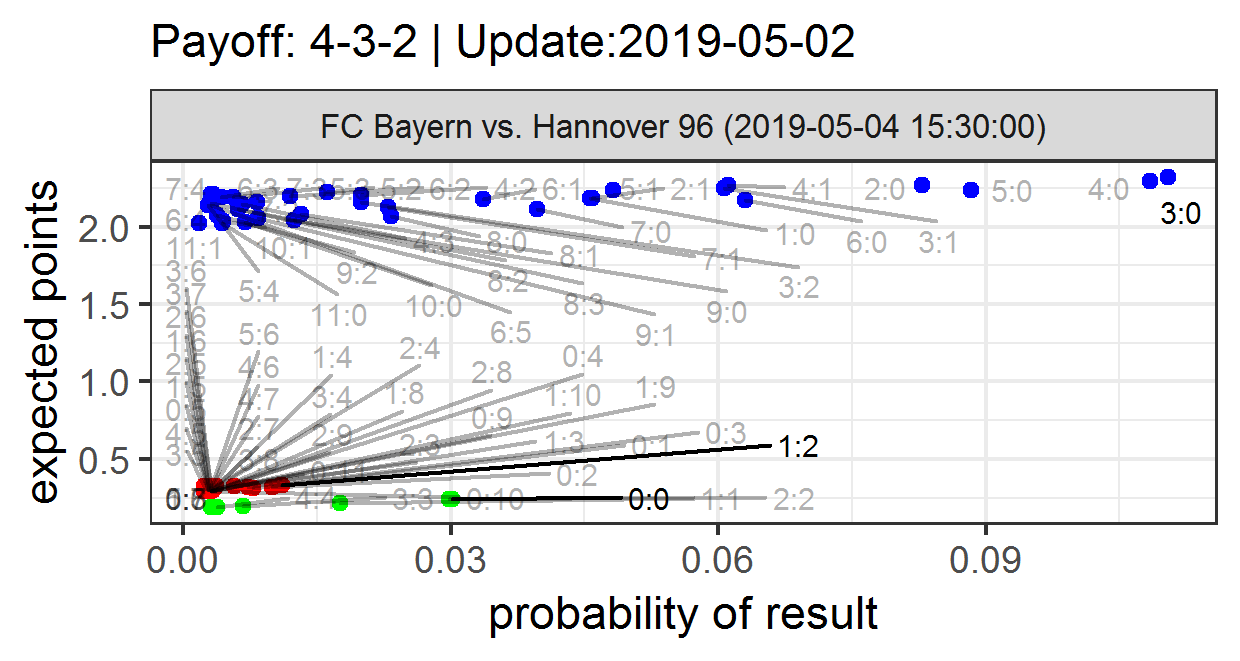 Payoff: 4-3-2 | Update:2019-05-02
FC Bayern vs. Hannover 96 (2019-05-04 15:30:00)
expected points
2.0
1.5
1.0
0.5
7:4 6:3 7:3 5:3 5:2 6:2 4:2 6:1 5:1 2:1 4:1 2:0 5:0 4:0
3:0
4:3 8:0 7:0 1:0 6:0 3:1
11:1 10:1 8:1 7:1
3:6 9:2 8:2 3:2
3:7 5:4 11:0 10:0 8:3 9:0
2:6 5:6 6:5 9:1
1:6 1:4 2:4 0:4
4:6 2:8
4:7 3:4 1:8 1:10 1:9
2:7 2:9 0:9
3:8 2:3 1:3 0:1 0:3
1:2
0:11 0:2
4:4 3:3 0:10 0:0 1:1 2:2
0.00 0.03 0.06 0.09
probability of result